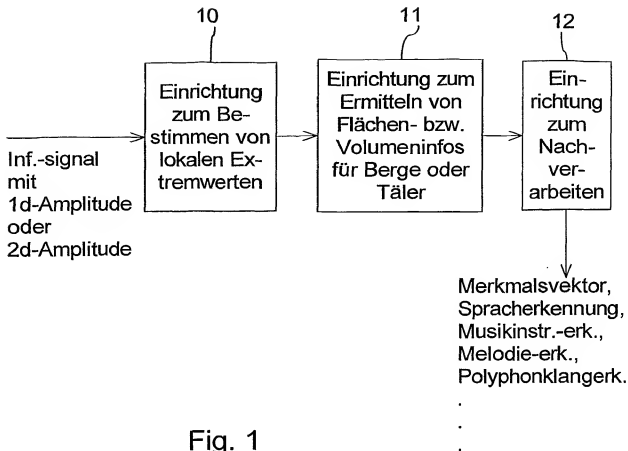 10
11
12
Inf.-signal
mit
1d-Amplitude
oder
2d-Amplitude
Einrichtung
zum Be-
stimmen von
lokalen Ex-
tremwerten
Einrichtung zum
Ermitteln von
Flächen- bzw.
Volumeninfos
für Berge oder
Täler
Ein-
richtung
zum
Nach-
ver-
arbeiten
Merkmalsvektor,
Spracherkennung,
Musikinstr.-erk.,
Melodie-erk.,
Polyphonklangerk.
.
.
.
Fig. 1